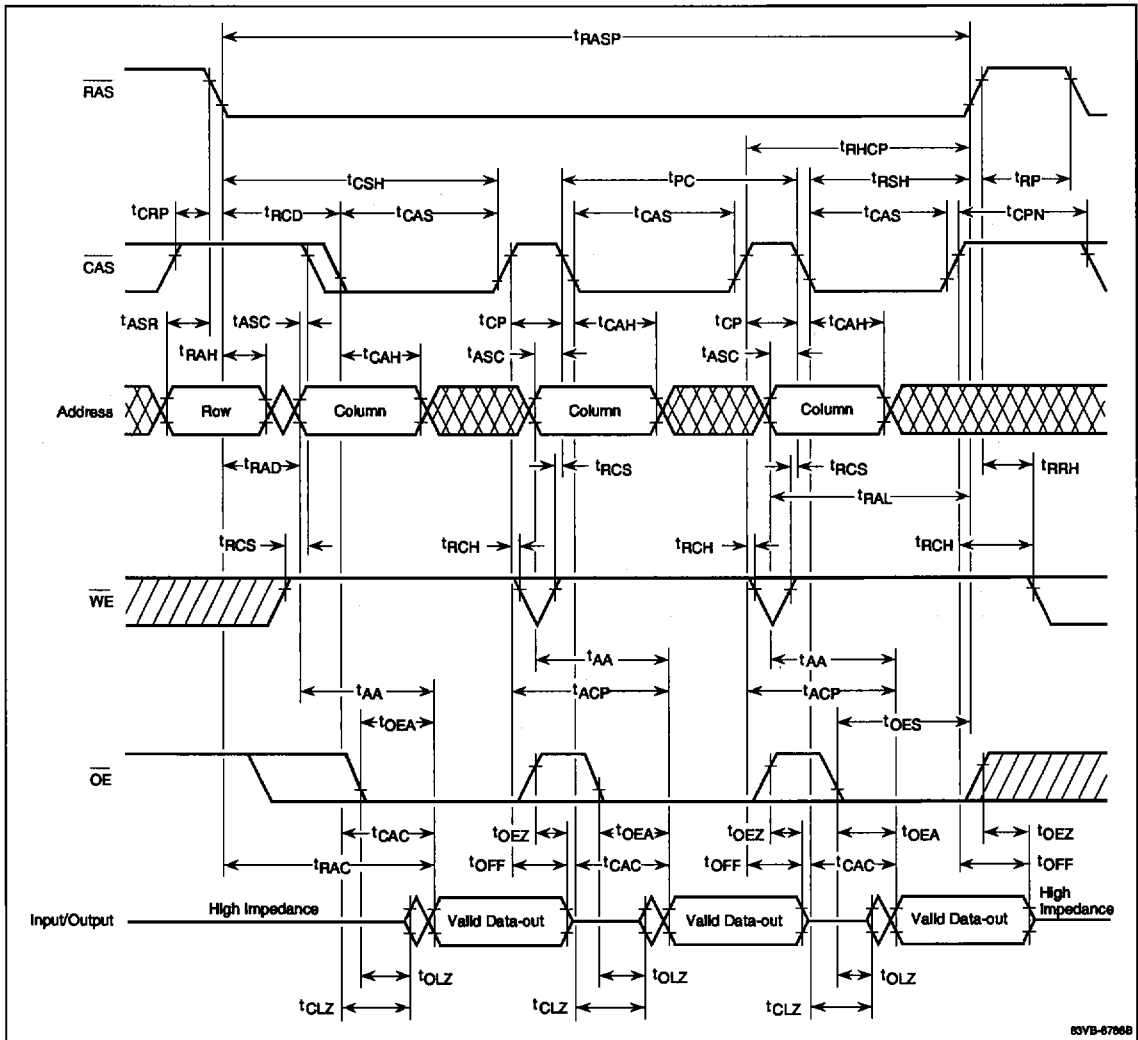 tRASP
RAS
tRHCP
tCSH
tPC
tRSH
tRP
tCRP
tRCD
tCAS
tCAS
tCAS
tCPN
CAS
tASR
tASC
tCP
tCAH
tCP
tCAH
tRAH
tCAH
tASC
tASC
Address
Row
Column
Column
Column
tRAD
tRCS
tRCS
tRRH
tRAL
tRCS
tRCH
tRCH
tRCH
WE
tAA
tAA
tAA
tACP
tACP
tOEA
tOES
OE
tCAC
tOEZ
tOEA
tOEZ
tOEA
tOEZ
tRAC
tOFF
tCAC
tOFF
tCAC
tOFF
Input/Output
High Impedance
Valid Data-out
Valid Data-out
Valid Data-out
High
Impedance
tOLZ
tOLZ
tOLZ
tCLZ
tCLZ
tCLZ
83VB-6786B